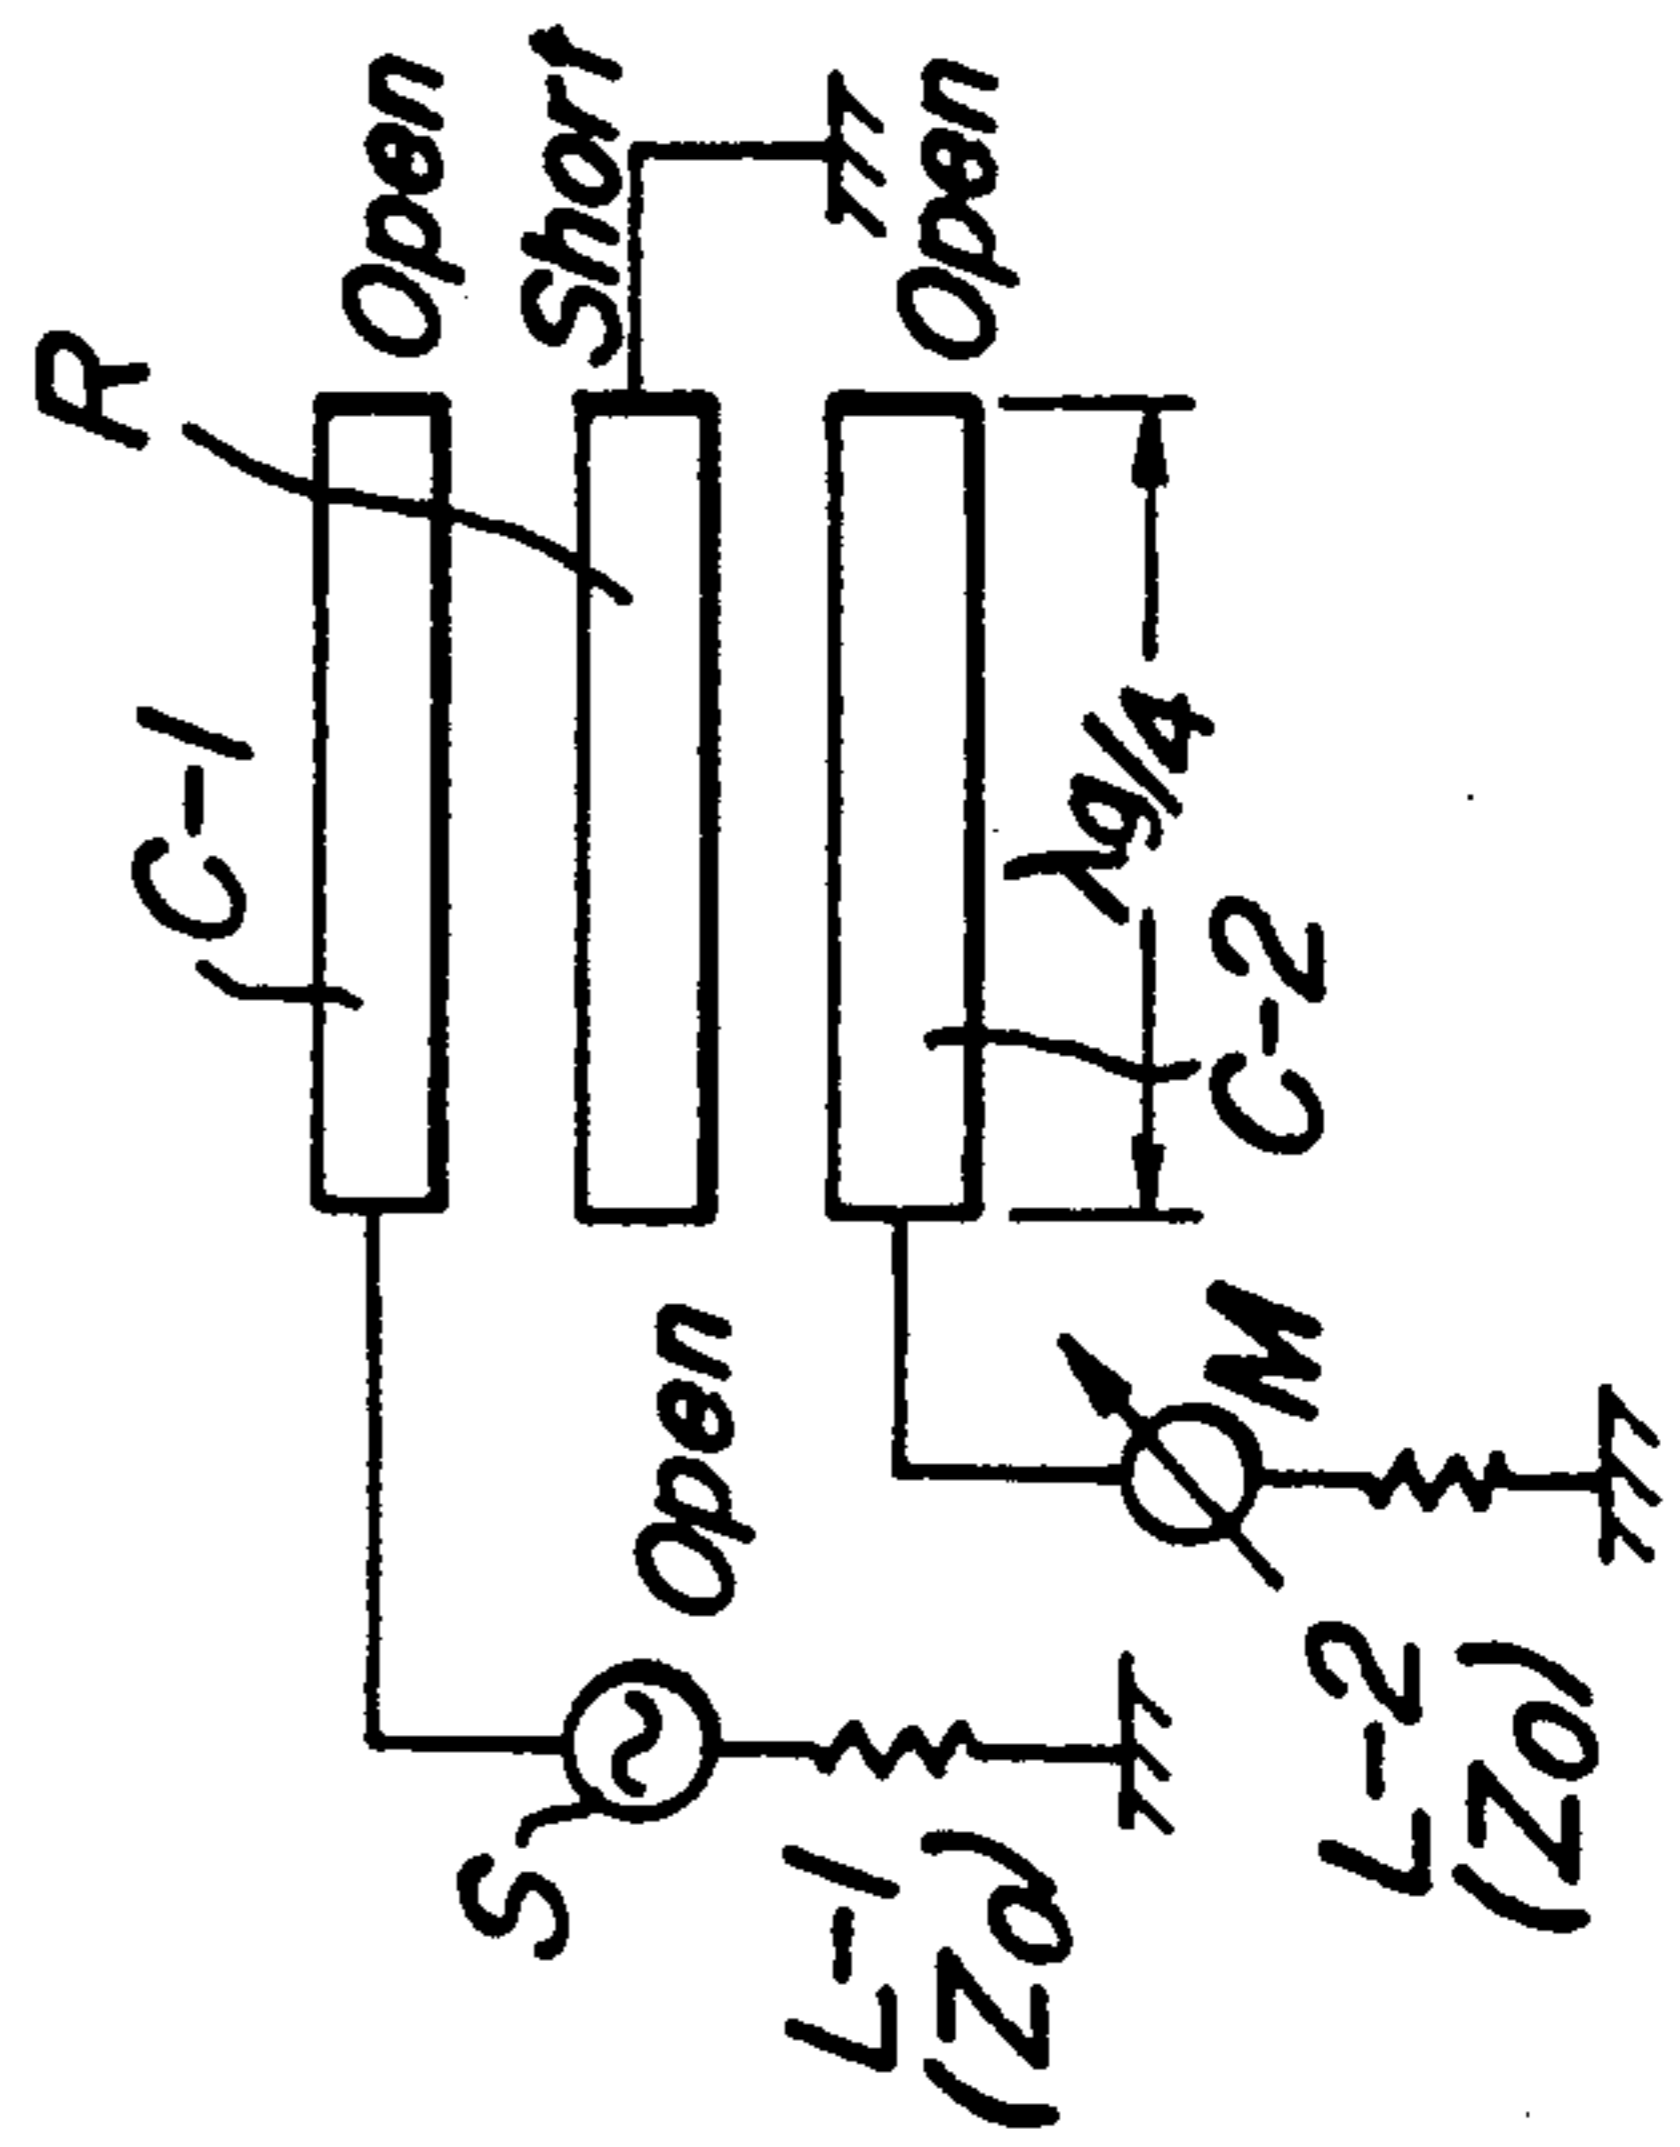 R
C-1
Open
S
Short
Open
L-1
(Zo)
Open
λg/4
C-2
M
L-2
(Zo)